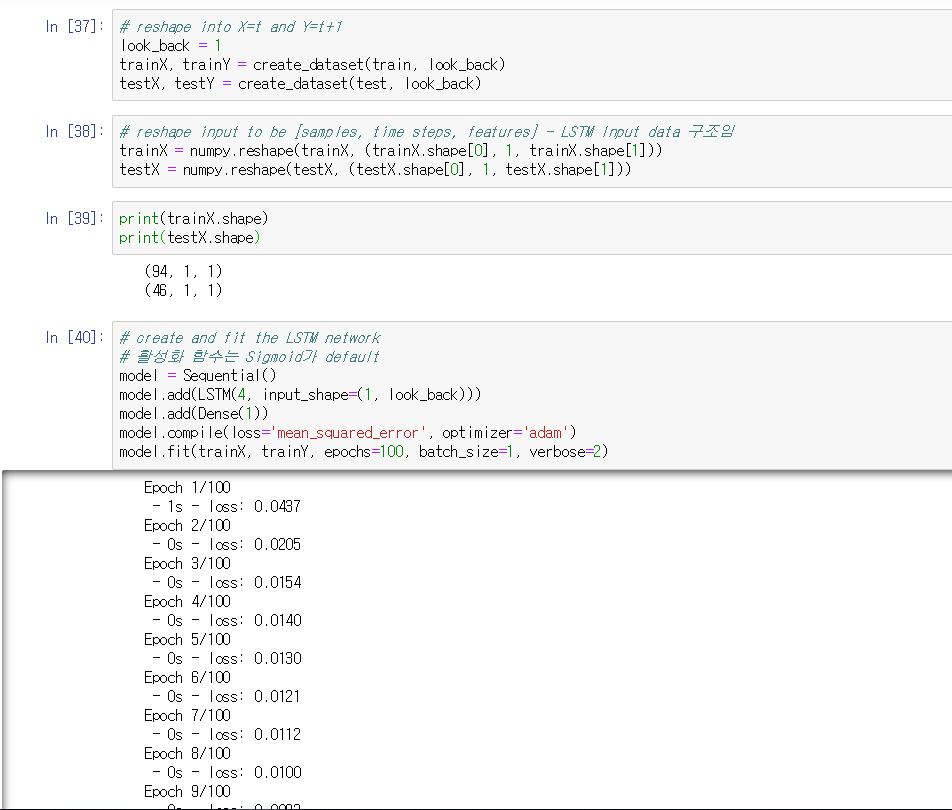 In [37]:
# reshape into X=t and Y=t+1
look_back = 1
trainX, trainY = create_dataset(train, look_back)
testX, testY = create_dataset(test, look_back)
In [38]:
# reshape input to be [samples, time steps, features] - LSTM Input data 구조임
trainX = numpy.reshape(trainX, (trainX.shape[0], 1, trainX.shape[1]))
testX = numpy.reshape(testX, (testX.shape[0], 1, testX.shape[1]))
In [39]:
print(trainX.shape)
print(testX.shape)
(94, 1, 1)
(46, 1, 1)
In [40]:
# create and fit the LSTM network
# 활성화 함수는 Sigmoid가 default
model = Sequential()
model.add(LSTM(4, input_shape=(1, look_back)))
model.add(Dense(1))
model.compile(loss='mean_squared_error', optimizer='adam')
model.fit(trainX, trainY, epochs=100, batch_size=1, verbose=2)
Epoch 1/100
- 1s - loss: 0.0437
Epoch 2/100
- 0s - loss: 0.0205
Epoch 3/100
- 0s - loss: 0.0154
Epoch 4/100
- 0s - loss: 0.0140
Epoch 5/100
- 0s - loss: 0.0130
Epoch 6/100
- 0s - loss: 0.0121
Epoch 7/100
- 0s - loss: 0.0112
Epoch 8/100
- 0s - loss: 0.0100
Epoch 9/100